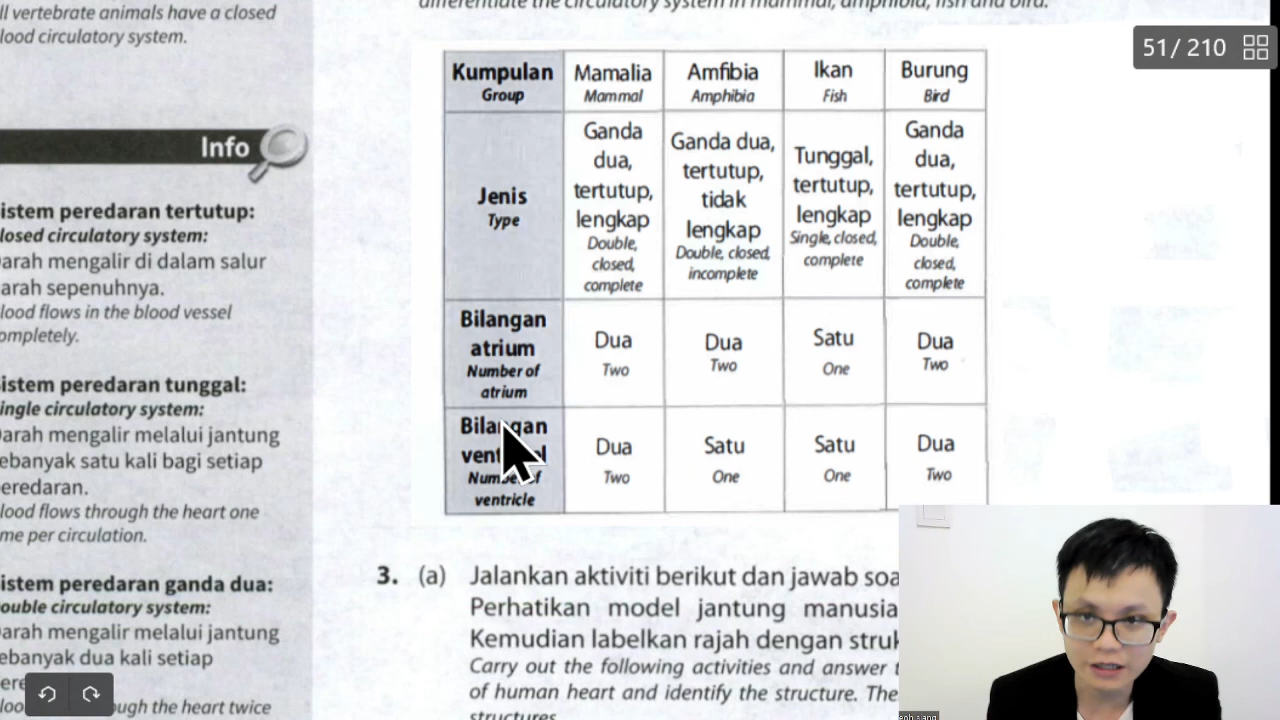 ll vertebrate animals have a closed
lood circulatory system.
Info
istem peredaran tertutup:
losed circulatory system:
arah mengalir di dalam salur
arah sepenuhnya.
lood flows in the blood vessel
ompletely.
istem peredaran tunggal:
ingle circulatory system:
arah mengalir melalui jantung
ebanyak satu kali bagi setiap
eredaran.
lood flows through the heart one
me per circulation.
istem peredaran ganda dua:
ouble circulatory system:
arah mengalir melalui jantung
ebanyak dua kali setiap
ough the heart twice
differentiate the circulatory system in mammal, amphibia, fish and bird.
51/ 210
Kumpulan Mamalia Amfibia Ikan Burung
Group Mammal Amphibia Fish Bird
Jenis
Type
Ganda
dua,
tertutup,
lengkap
Double,
closed,
complete
Ganda dua,
tertutup,
tidak
lengkap
Double, closed,
incomplete
Tunggal,
tertutup,
lengkap
Single, closed,
complete
Ganda
dua,
tertutup,
lengkap
Double,
closed,
complete
Bilangan
atrium
Number of
atrium
Dua
Two
Dua
Two
Satu
One
Dua
Two
Bilangan
ventricle
Dua
Two
Satu
One
Satu
One
Dua
Two
3. (a) Jalankan aktiviti berikut dan jawab soa
Perhatikan model jantung manusia
Kemudian labelkan rajah dengan struk
Carry out the following activities and answer t
of human heart and identify the structure. The
structures